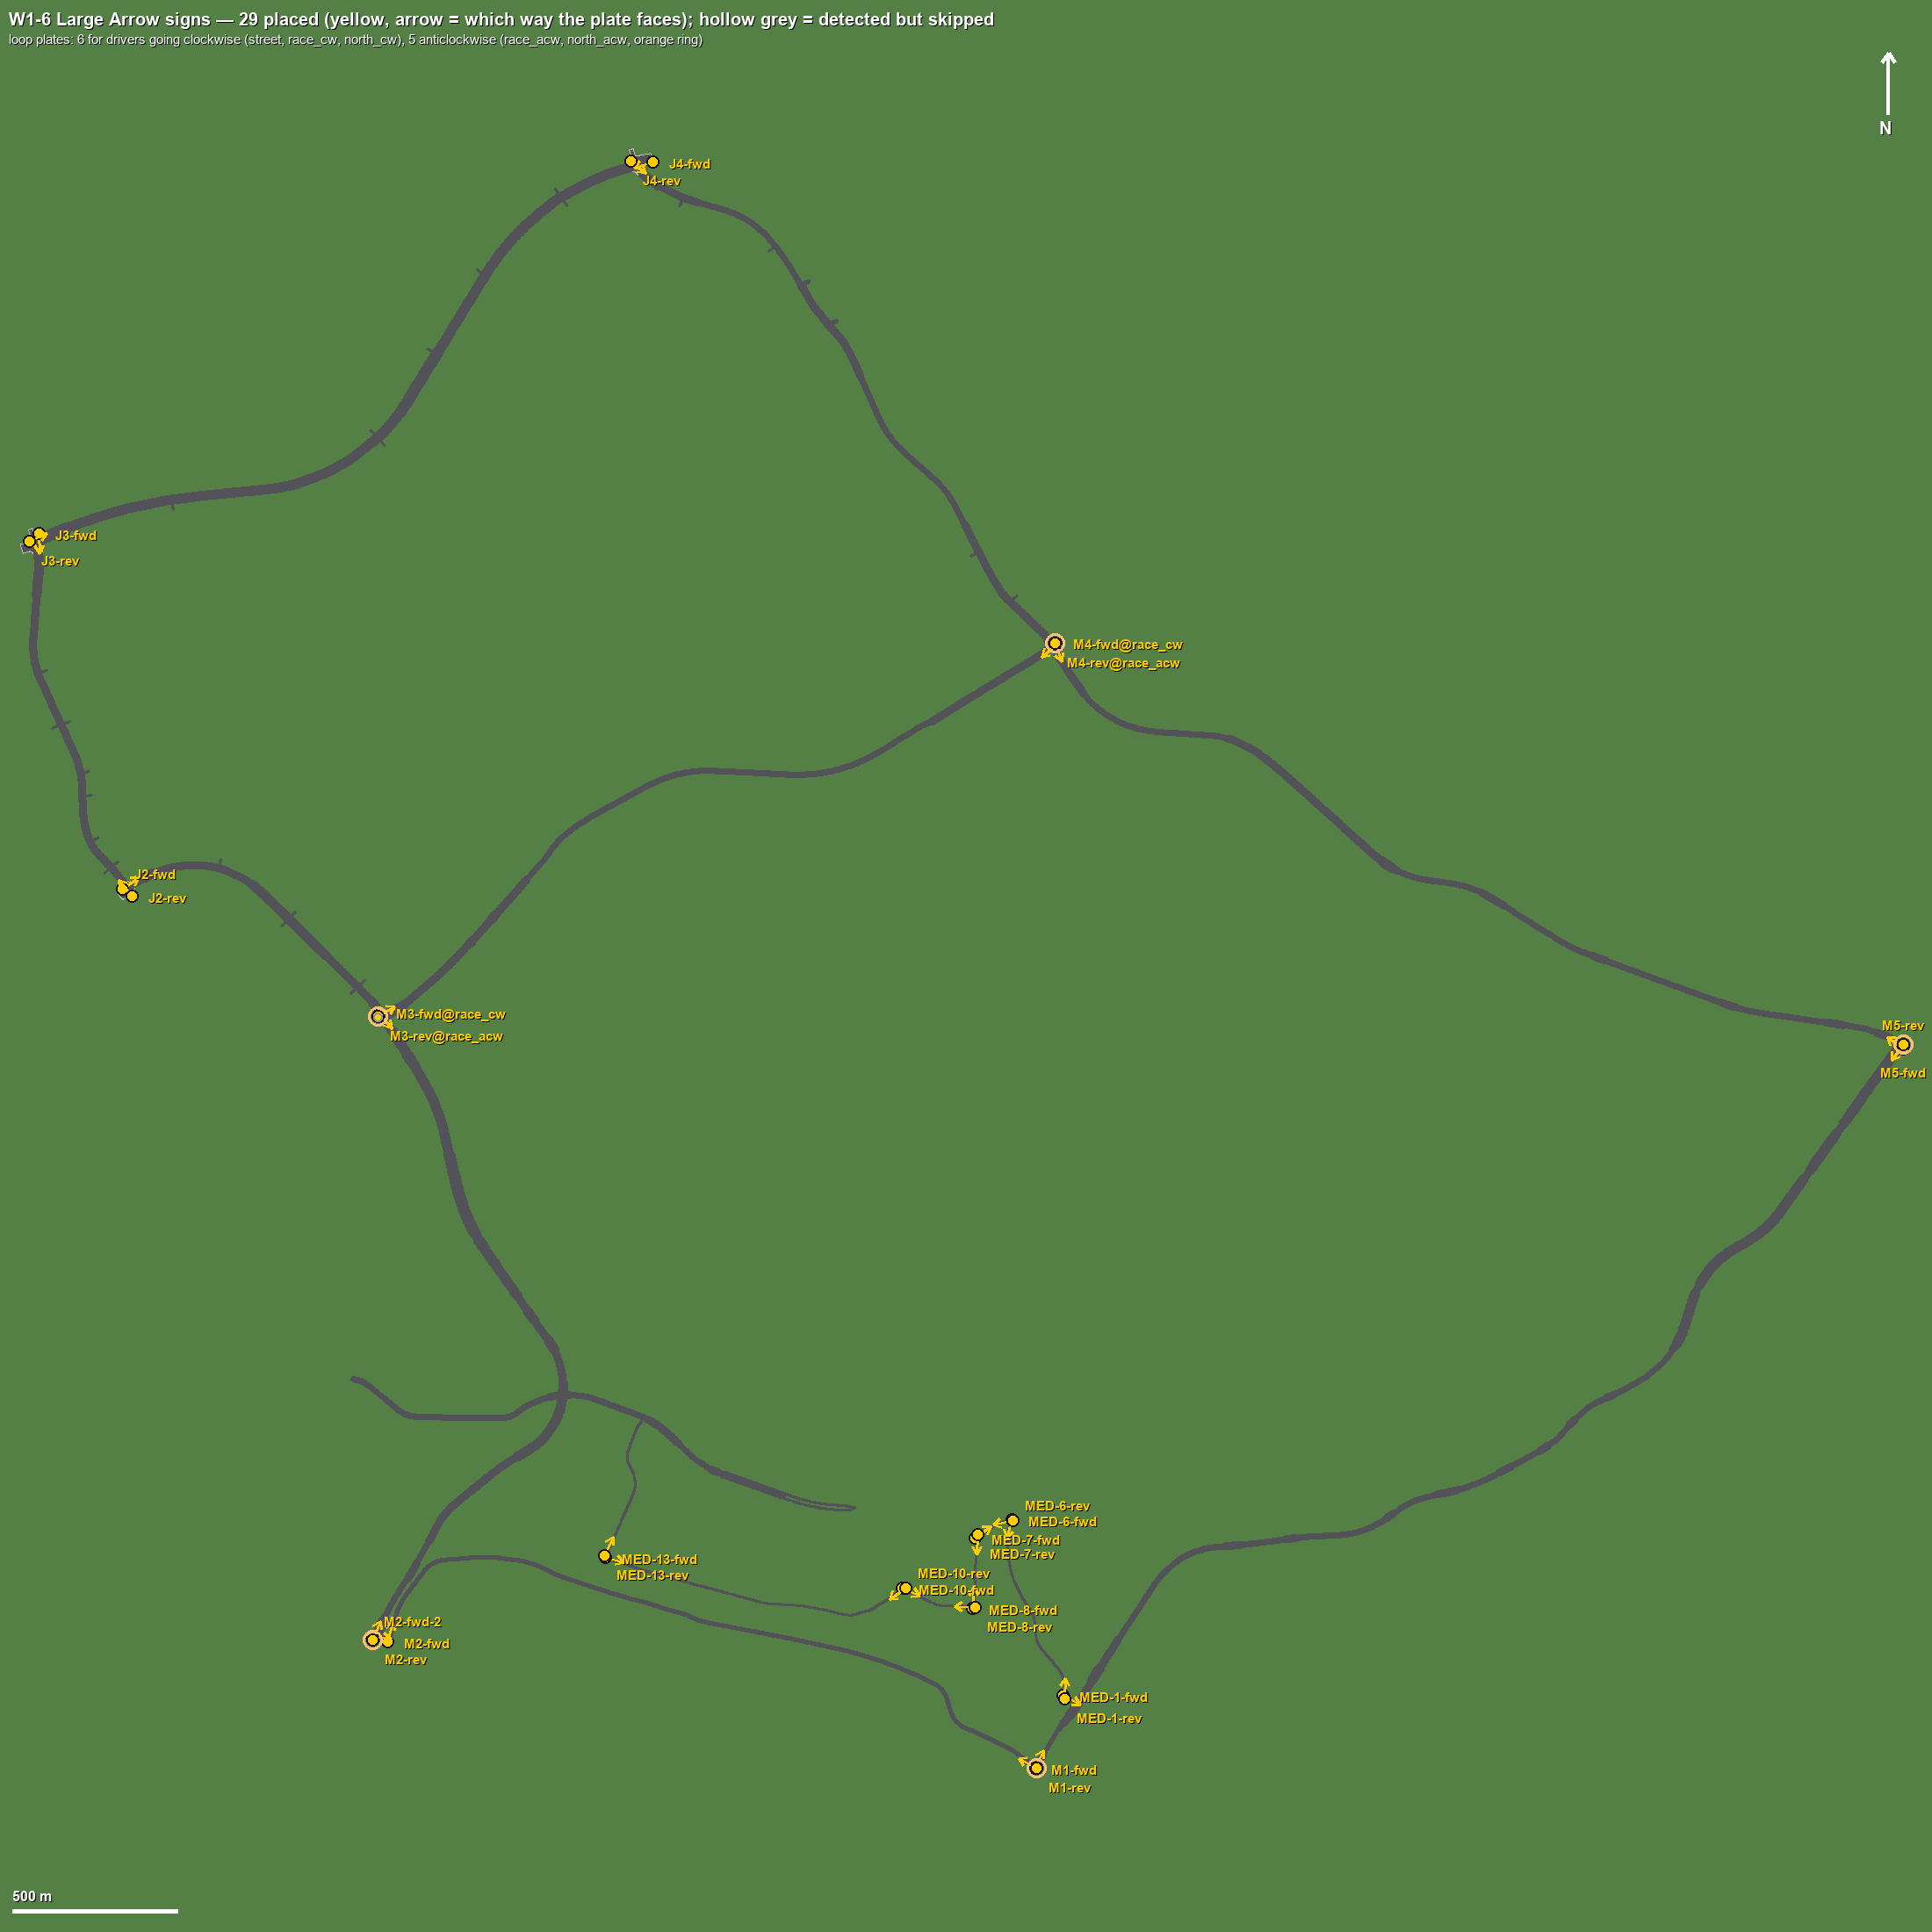 W1-6 Large Arrow signs — 29 placed (yellow, arrow = which way the plate faces); hollow grey = detected but skipped
loop plates: 6 for drivers going clockwise (street, race_cw, north_cw), 5 anticlockwise (race_acw, north_acw, orange ring)
N
J4-fwd
J4-rev
J3-fwd
J3-rev
M4-fwd@race_cw
M4-rev@race_acw
J2-fwd
J2-rev
M3-fwd@race_cw
M3-rev@race_acw
M5-rev
M5-fwd
MED-6-rev
MED-6-fwd
MED-7-fwd
MED-7-rev
MED-13-fwd
MED-13-rev
MED-10-rev
MED-10-fwd
MED-8-fwd
MED-8-rev
M2-fwd-2
M2-fwd
M2-rev
MED-1-fwd
MED-1-rev
M1-fwd
M1-rev
500 m